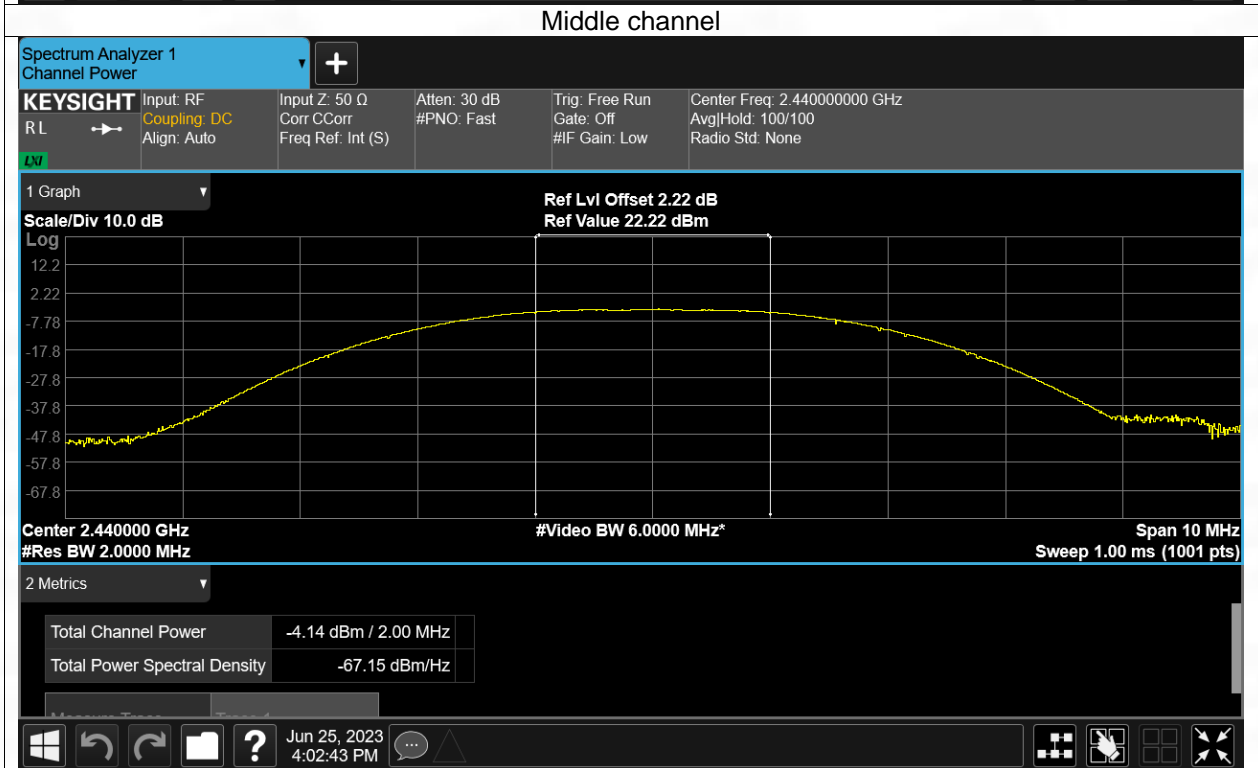 Middle channel
Spectrum Analyzer 1
Channel Power
+
KEYSIGHT
R L
LXI
Input: RF
Coupling: DC
Align: Auto
Input Z: 50 Ω
Corr CCorr
Freq Ref: Int (S)
Atten: 30 dB
#PNO: Fast
Trig: Free Run
Gate: Off
#IF Gain: Low
Center Freq: 2.440000000 GHz
Avg|Hold: 100/100
Radio Std: None
1 Graph
Scale/Div 10.0 dB
Ref Lvl Offset 2.22 dB
Ref Value 22.22 dBm
Log
12.2
2.22
-7.78
-17.8
-27.8
-37.8
-47.8
-57.8
-67.8
Center 2.440000 GHz
#Res BW 2.0000 MHz
#Video BW 6.0000 MHz*
Span 10 MHz
Sweep 1.00 ms (1001 pts)
2 Metrics
Total Channel Power -4.14 dBm / 2.00 MHz
Total Power Spectral Density -67.15 dBm/Hz
Measure Trace Trace 1
?
Jun 25, 2023
4:02:43 PM